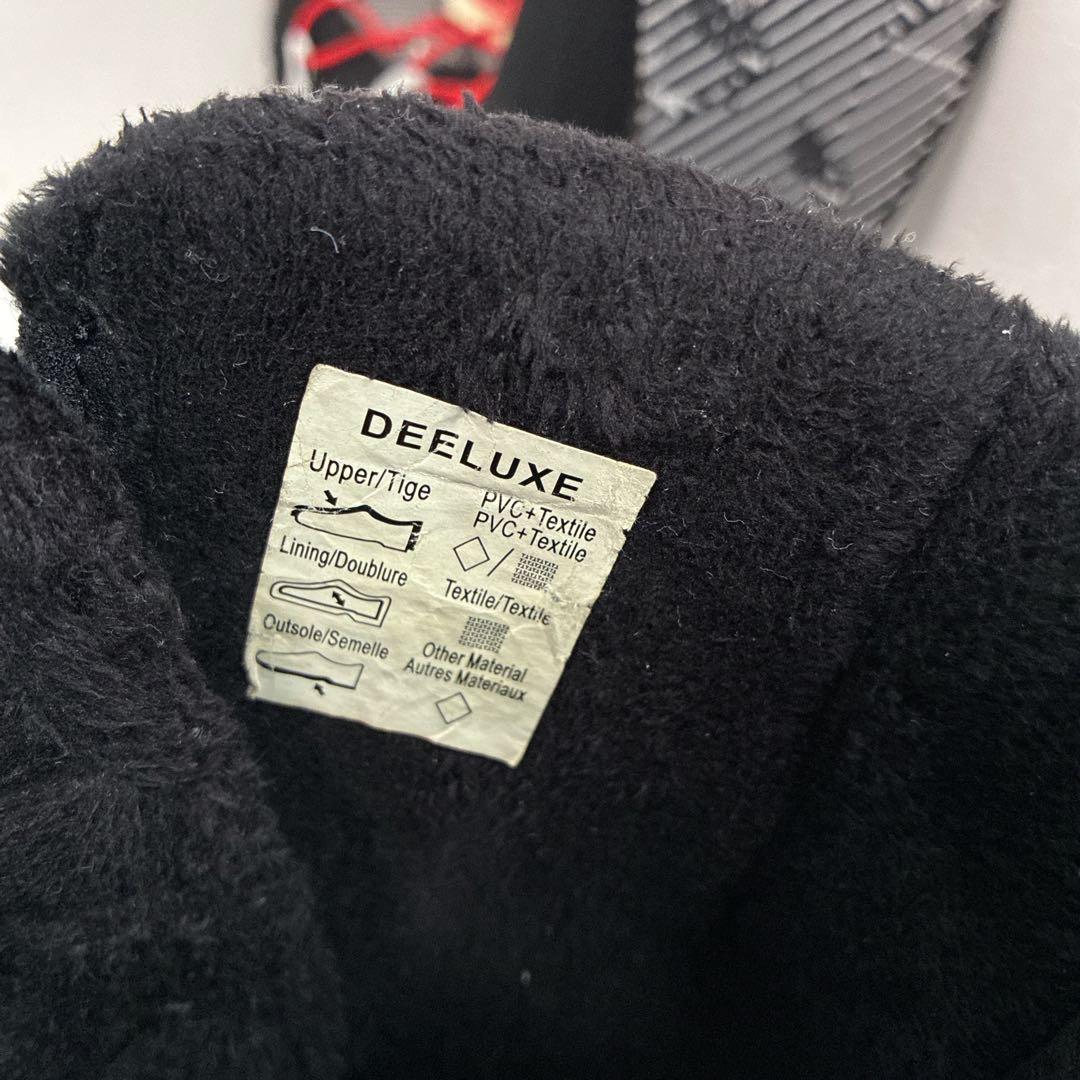 DEELUXE
Upper/Tige
PVC+Textile
PVC+Textile
Lining/Doublure
Textile/Textile
Outsole/Semelle
Other Material
Autres Materiaux